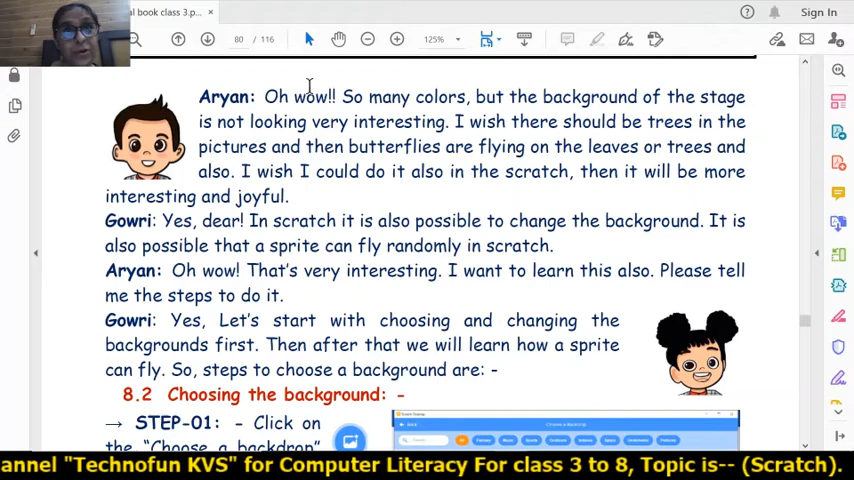 al book class 3.p...
Sign In
80 / 116
125%
Aryan: Oh wow!! So many colors, but the background of the stage
is not looking very interesting. I wish there should be trees in the
pictures and then butterflies are flying on the leaves or trees and
also. I wish I could do it also in the scratch, then it will be more
interesting and joyful.
Gowri: Yes, dear! In scratch it is also possible to change the background. It is
also possible that a sprite can fly randomly in scratch.
Aryan: Oh wow! That's very interesting. I want to learn this also. Please tell
me the steps to do it.
Gowri: Yes, Let's start with choosing and changing the
backgrounds first. Then after that we will learn how a sprite
can fly. So, steps to choose a background are: -
8.2 Choosing the background: -
→ STEP-01: - Click on
the "Choose a backdrop"
Choose a Backdrop
annel "Technofun KVS" for Computer Literacy For class 3 to 8, Topic is-- (Scratch).